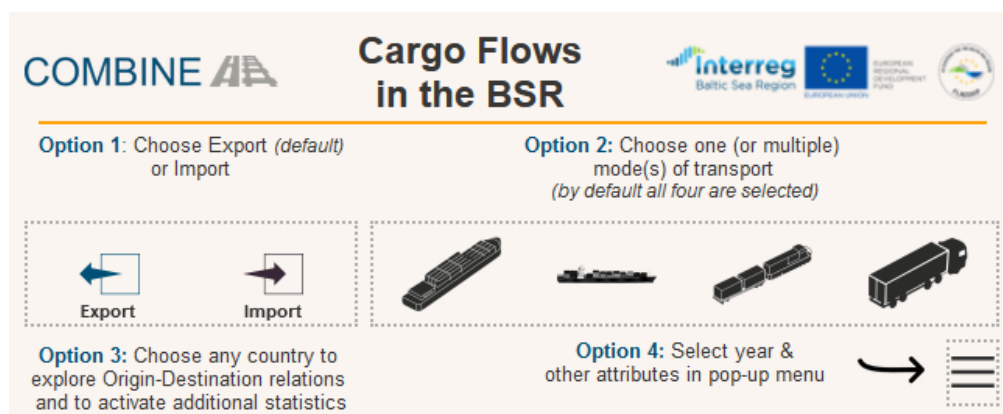 COMBINE
Cargo Flows
in the BSR
Interreg
Baltic Sea Region
EUROPEAN UNION
EUROPEAN
REGIONAL
DEVELOPMENT
FUND
FLAGSHIP
Option 1: Choose Export (default)
or Import
Option 2: Choose one (or multiple)
mode(s) of transport
(by default all four are selected)
Export
Import
Option 3: Choose any country to
explore Origin-Destination relations
and to activate additional statistics
Option 4: Select year &
other attributes in pop-up menu